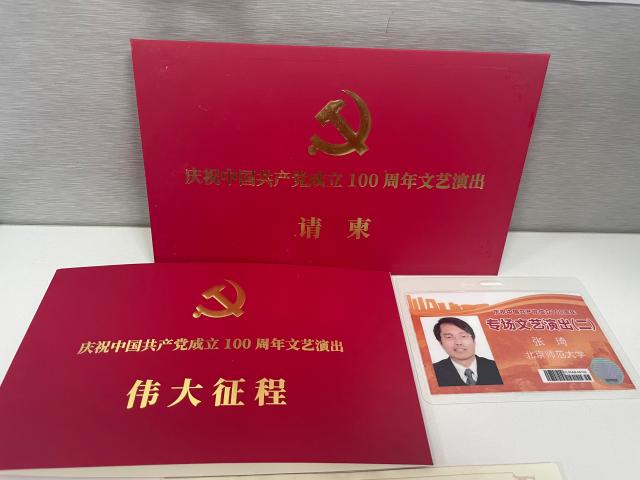 庆祝中国共产党成立100周年文艺演出
请柬
庆祝中国共产党成立100周年文艺演出
伟大征程
专场文艺演出(二)
张琦
北京师范大学